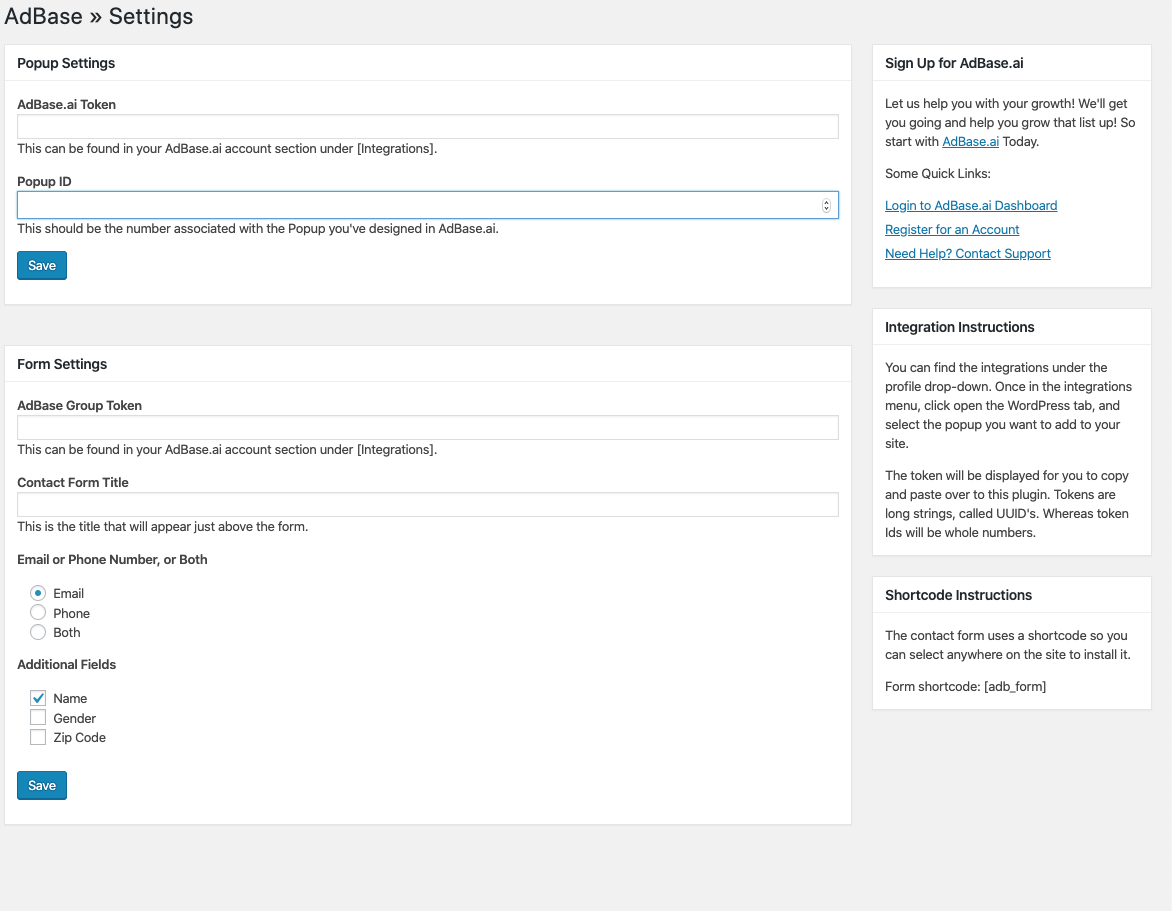 AdBase » Settings
Popup Settings
AdBase.ai Token
This can be found in your AdBase.ai account section under [Integrations].
Popup ID
This should be the number associated with the Popup you've designed in AdBase.ai.
Save
Form Settings
AdBase Group Token
This can be found in your AdBase.ai account section under [Integrations].
Contact Form Title
This is the title that will appear just above the form.
Email or Phone Number, or Both
Email
Phone
Both
Additional Fields
Name
Gender
Zip Code
Save
Sign Up for AdBase.ai
Let us help you with your growth! We'll get
you going and help you grow that list up! So
start with AdBase.ai Today.
Some Quick Links:
Login to AdBase.ai Dashboard
Register for an Account
Need Help? Contact Support
Integration Instructions
You can find the integrations under the
profile drop-down. Once in the integrations
menu, click open the WordPress tab, and
select the popup you want to add to your
site.
The token will be displayed for you to copy
and paste over to this plugin. Tokens are
long strings, called UUID's. Whereas token
Ids will be whole numbers.
Shortcode Instructions
The contact form uses a shortcode so you
can select anywhere on the site to install it.
Form shortcode: [adb_form]